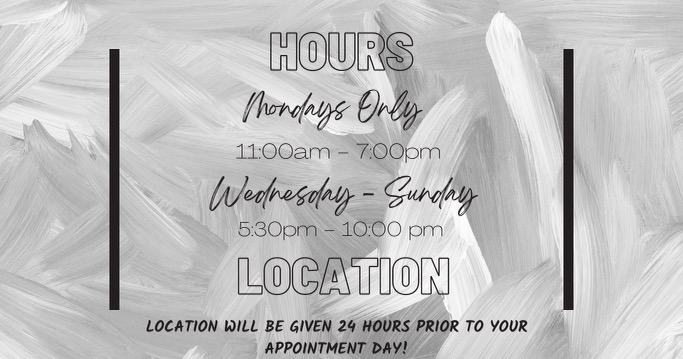 HOURS
Mondays Only
11:00am - 7:00pm
Wednesday - Sunday
5:30pm - 10:00 pm
LOCATION
LOCATION WILL BE GIVEN 24 HOURS PRIOR TO YOUR
APPOINTMENT DAY!